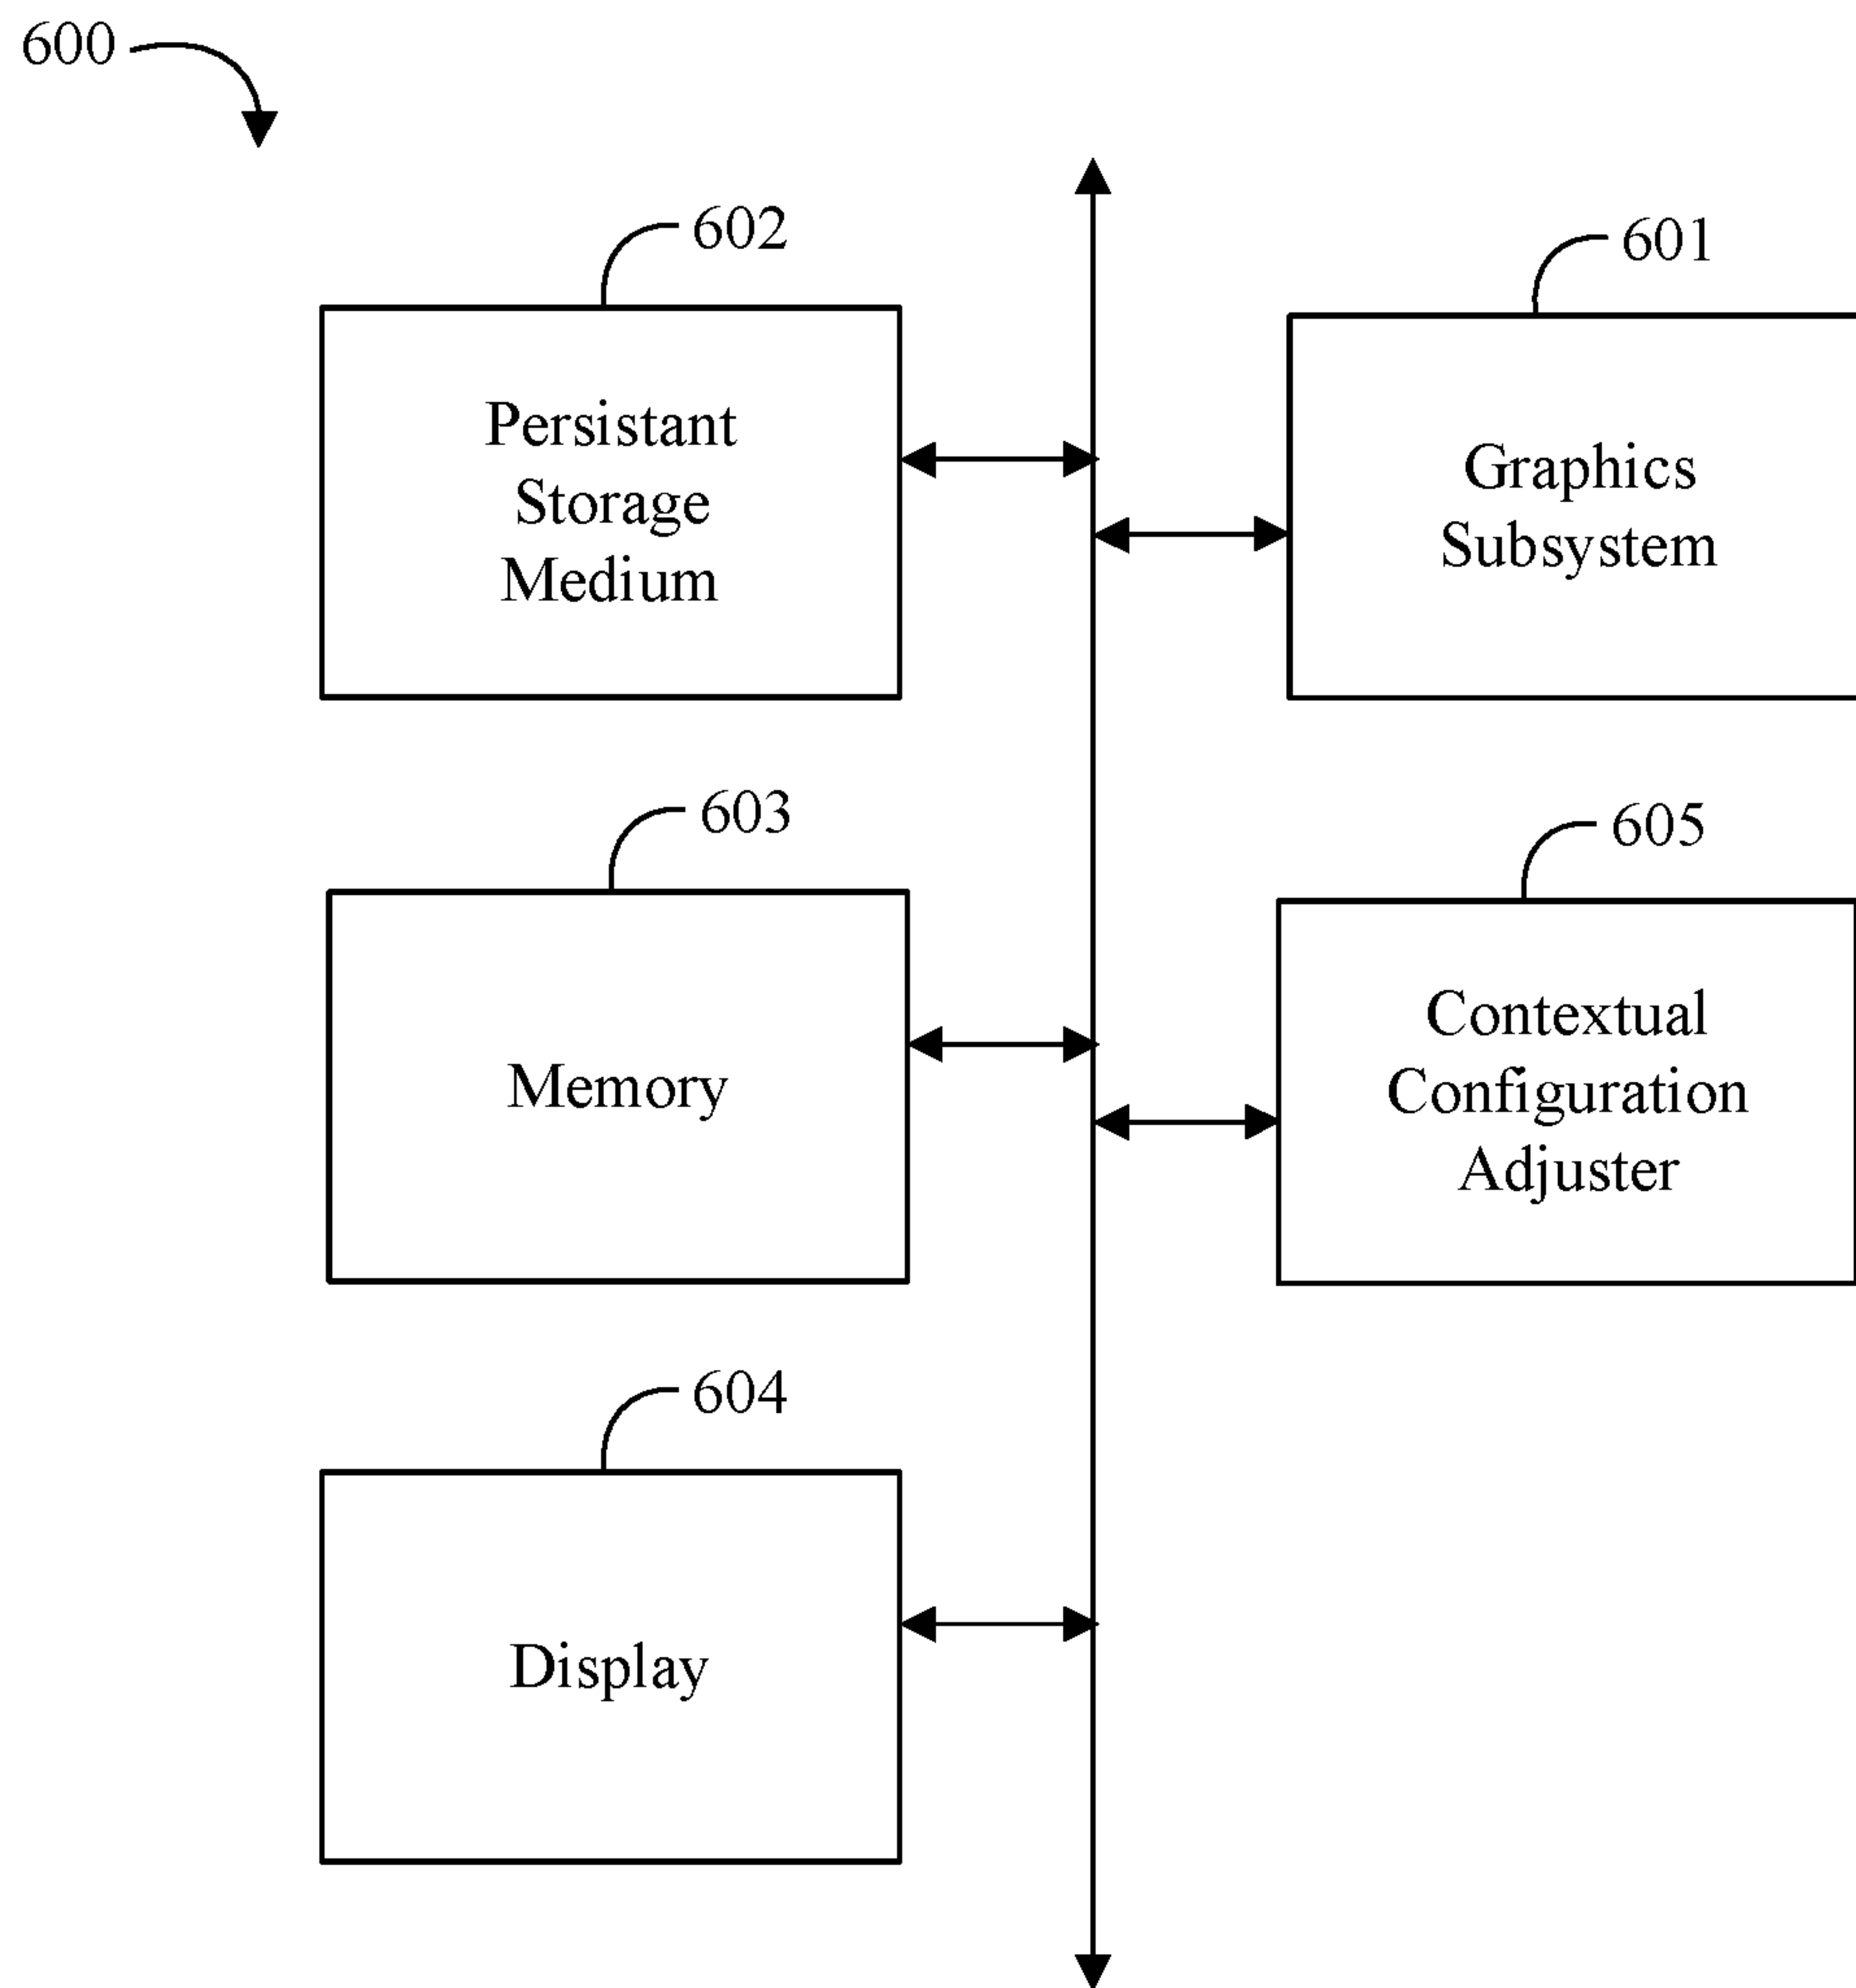 600
602
Persistant
Storage
Medium
601
Graphics
Subsystem
603
Memory
605
Contextual
Configuration
Adjuster
604
Display